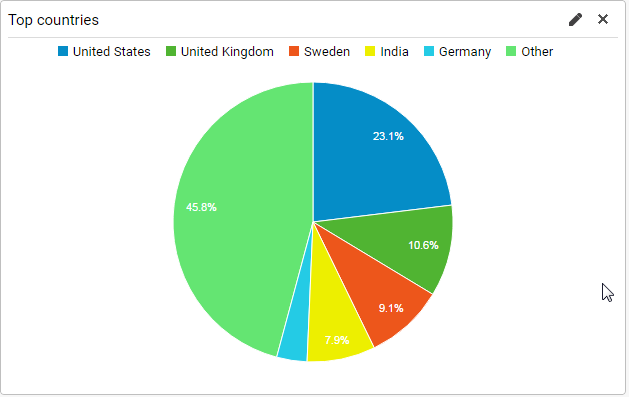 Top countries
United States United Kingdom Sweden India Germany Other
23.1%
45.8%
10.6%
9.1%
7.9%